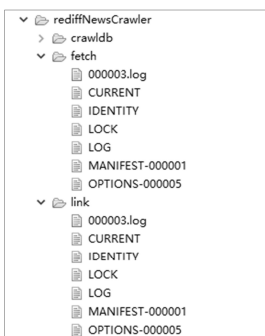 rediffNewsCrawler
crawldb
fetch
000003.log
CURRENT
IDENTITY
LOCK
LOG
MANIFEST-000001
OPTIONS-000005
link
000003.log
CURRENT
IDENTITY
LOCK
LOG
MANIFEST-000001
OPTIONS-000005